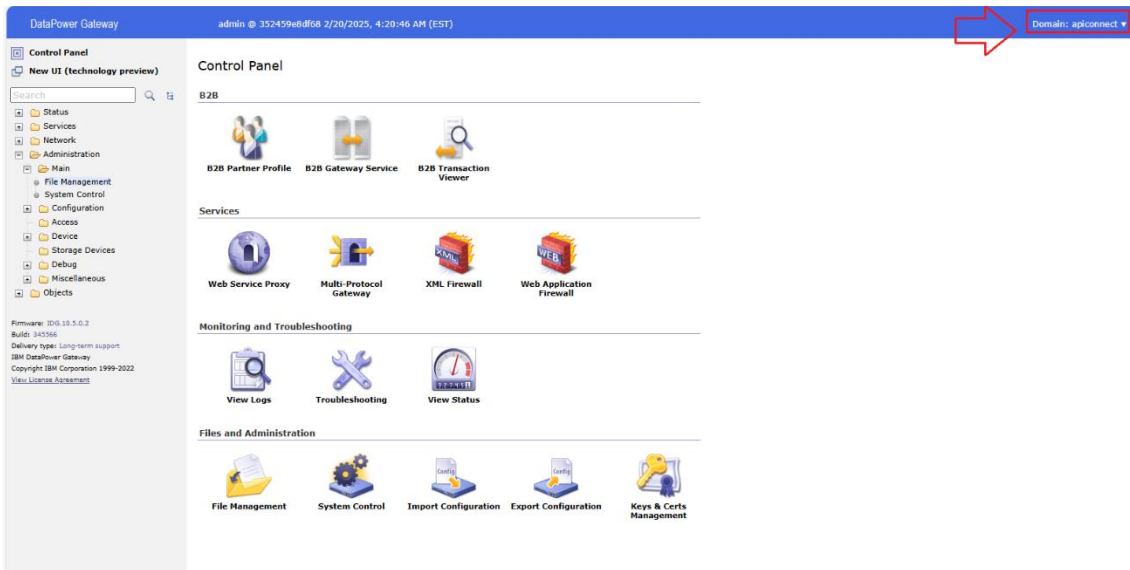 DataPower Gateway
admin @ 352459e8df68 2/20/2025, 4:20:46 AM (EST)
Domain: apiconnect
Control Panel
New UI (technology preview)
Search
Status
Services
Network
Administration
Main
File Management
System Control
Configuration
Access
Device
Storage Devices
Debug
Miscellaneous
Objects
Firmware: IDG.10.5.0.2
Build: 345566
Delivery type: Long-term support
IBM DataPower Gateway
Copyright IBM Corporation 1999-2022
View License Agreement
Control Panel
B2B
B2B Partner Profile
B2B Gateway Service
B2B Transaction
Viewer
Services
XML
WEB
Web Service Proxy
Multi-Protocol
Gateway
XML Firewall
Web Application
Firewall
Monitoring and Troubleshooting
View Logs
Troubleshooting
View Status
Files and Administration
Config
Config
File Management
System Control
Import Configuration
Export Configuration
Keys & Certs
Management